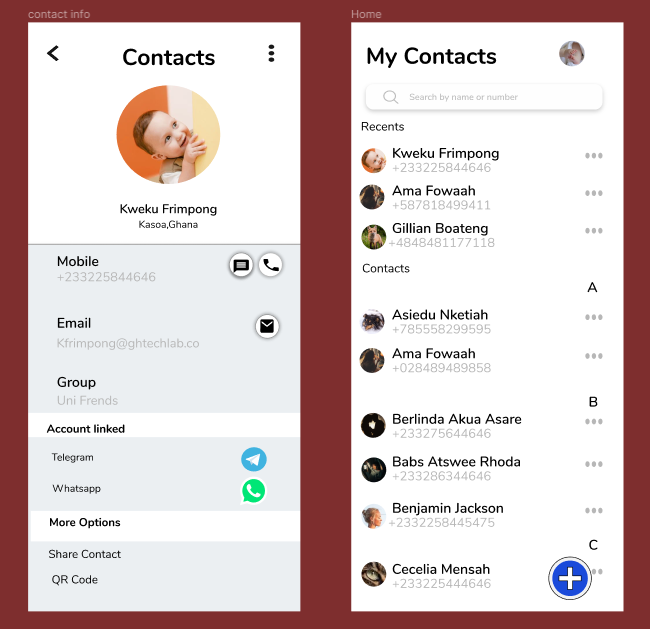 contact info
Contacts
Kweku Frimpong
Kasoa,Ghana
Mobile
+233225844646
Email
Kfrimpong@ghtechlab.co
Group
Uni Frends
Account linked
Telegram
Whatsapp
More Options
Share Contact
QR Code
Home
My Contacts
Search by name or number
Recents
Kweku Frimpong
+233225844646
Ama Fowaah
+587818499411
Gillian Boateng
+4848481177118
Contacts
A
Asiedu Nketiah
+785558299595
Ama Fowaah
+028489489858
B
Berlinda Akua Asare
+233275644646
Babs Atswee Rhoda
+233286344646
Benjamin Jackson
+2332258445475
C
Cecelia Mensah
+233225444646